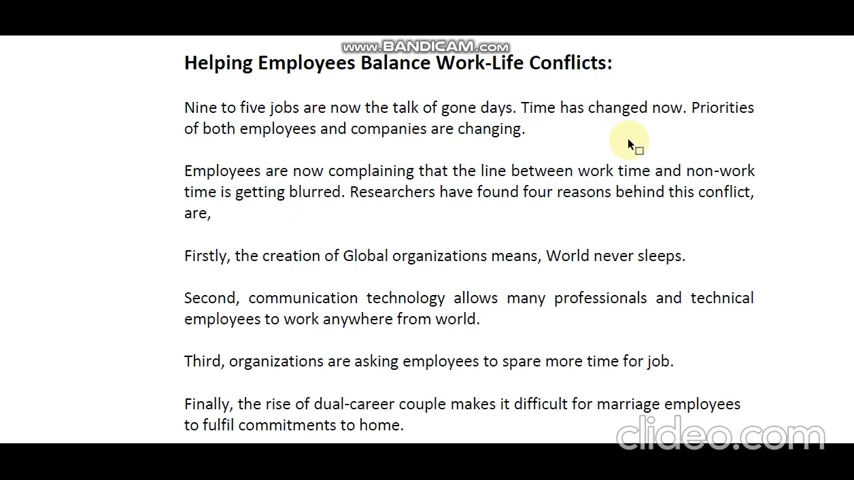 www.BANDICAM.com
Helping Employees Balance Work-Life Conflicts:
Nine to five jobs are now the talk of gone days. Time has changed now. Priorities
of both employees and companies are changing.
Employees are now complaining that the line between work time and non-work
time is getting blurred. Researchers have found four reasons behind this conflict,
are,
Firstly, the creation of Global organizations means, World never sleeps.
Second, communication technology allows many professionals and technical
employees to work anywhere from world.
Third, organizations are asking employees to spare more time for job.
Finally, the rise of dual-career couple makes it difficult for marriage employees
to fulfil commitments to home.
clideo.com